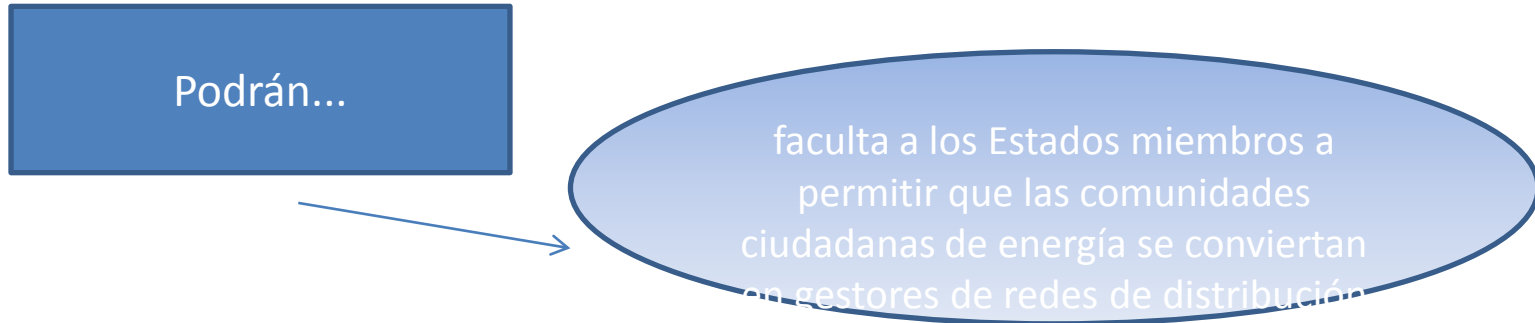 Podrán...
faculta a los Estados miembros a
permitir que las comunidades
ciudadanas de energía se conviertan
en gestores de redes de distribución